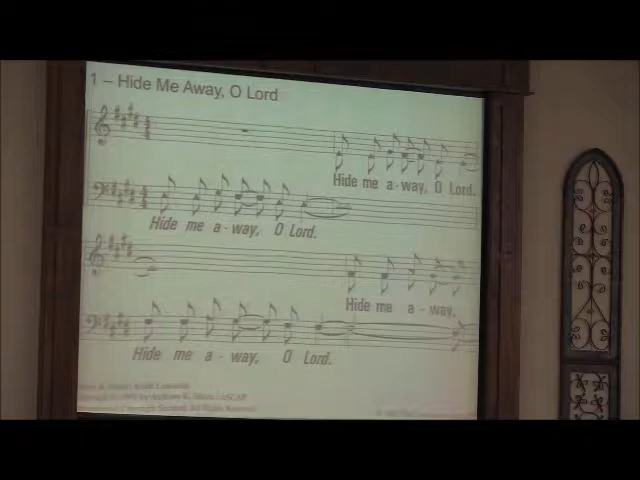 1 – Hide Me Away, O Lord
Hide me a - way, O Lord.
Hide me a - way, O Lord.
Hide me a - way,
Hide me a - way, O Lord.